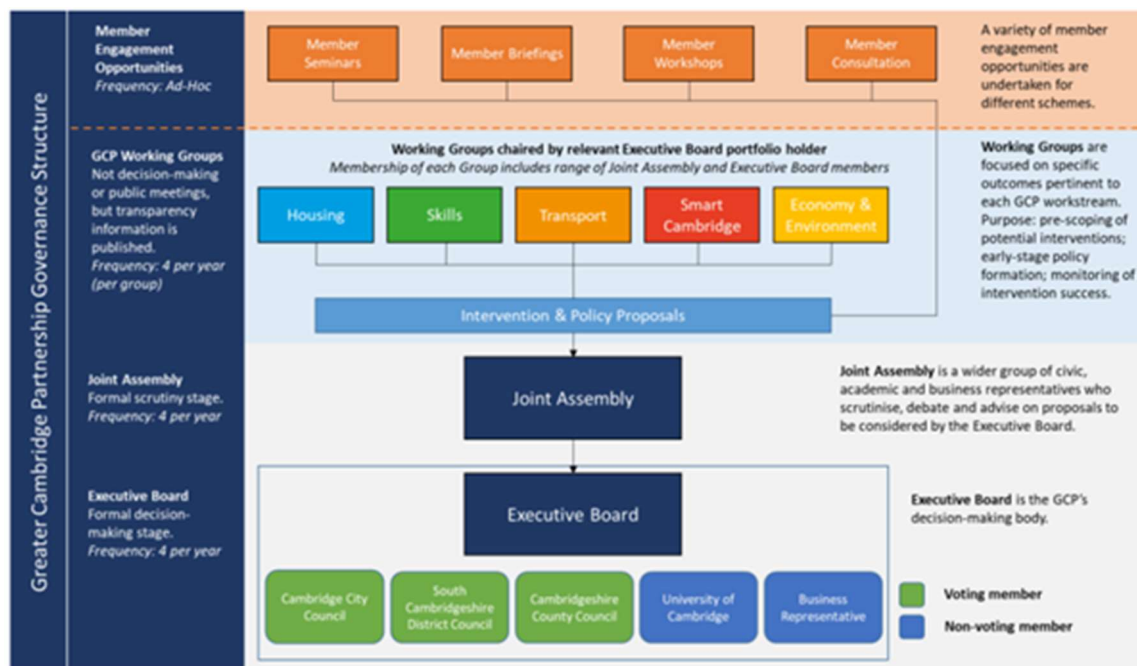 Greater Cambridge Partnership Governance Structure
Member
Engagement
Opportunities
Frequency: Ad-Hoc
Member
Seminars
Member Briefings
Member
Workshops
Member
Consultation
A variety of member
engagement
opportunities are
undertaken for
different schemes.
GCP Working Groups
Not decision-making
or public meetings,
but transparency
information is
published.
Frequency: 4 per year
(per group)
Working Groups chaired by relevant Executive Board portfolio holder
Membership of each Group includes range of Joint Assembly and Executive Board members
Housing
Skills
Transport
Smart
Cambridge
Economy &
Environment
Intervention & Policy Proposals
Working Groups are
focused on specific
outcomes pertinent to
each GCP workstream.
Purpose: pre-scoping of
potential interventions;
early-stage policy
formation; monitoring of
intervention success.
Joint Assembly
Formal scrutiny stage.
Frequency: 4 per year
Joint Assembly
Joint Assembly is a wider group of civic,
academic and business representatives who
scrutinise, debate and advise on proposals to
be considered by the Executive Board.
Executive Board
Formal decision-
making stage.
Frequency: 4 per year
Executive Board
Executive Board is the GCP's
decision-making body.
Cambridge City
Council
South
Cambridgeshire
District Council
Cambridgeshire
County Council
University of
Cambridge
Business
Representative
Voting member
Non-voting member